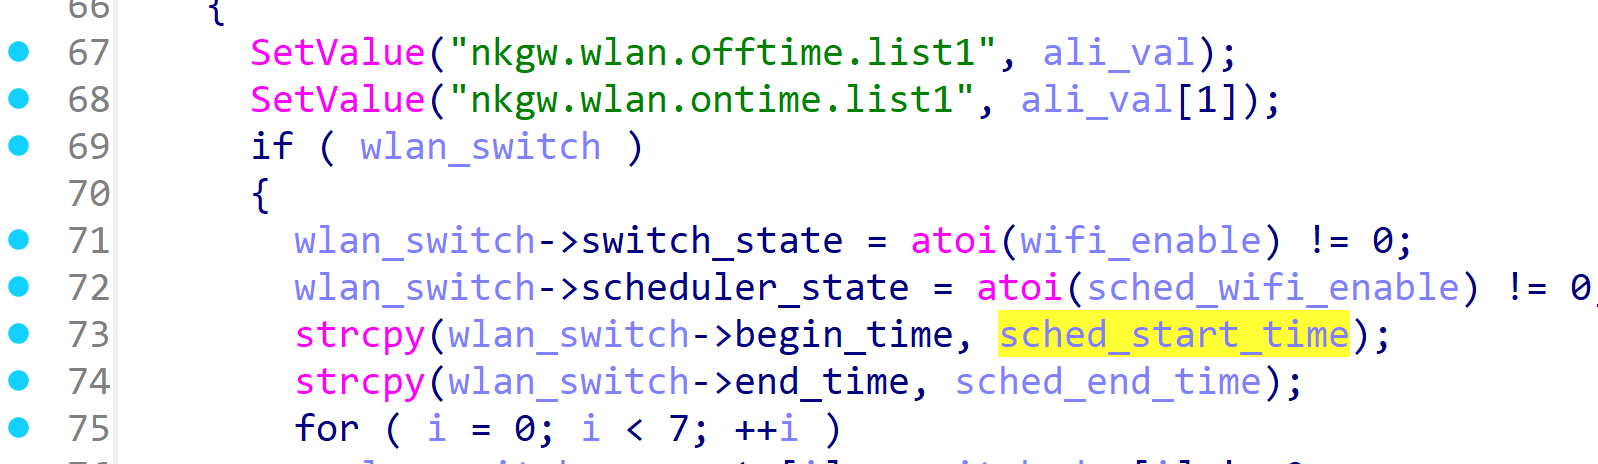 66 {
67 SetValue("nkgw.wlan.offtime.list1", ali_val);
68 SetValue("nkgw.wlan.ontime.list1", ali_val[1]);
69 if ( wlan_switch )
70 {
71 wlan_switch->switch_state = atoi(wifi_enable) != 0;
72 wlan_switch->scheduler_state = atoi(sched_wifi_enable) != 0;
73 strcpy(wlan_switch->begin_time, sched_start_time);
74 strcpy(wlan_switch->end_time, sched_end_time);
75 for ( i = 0; i < 7; ++i )